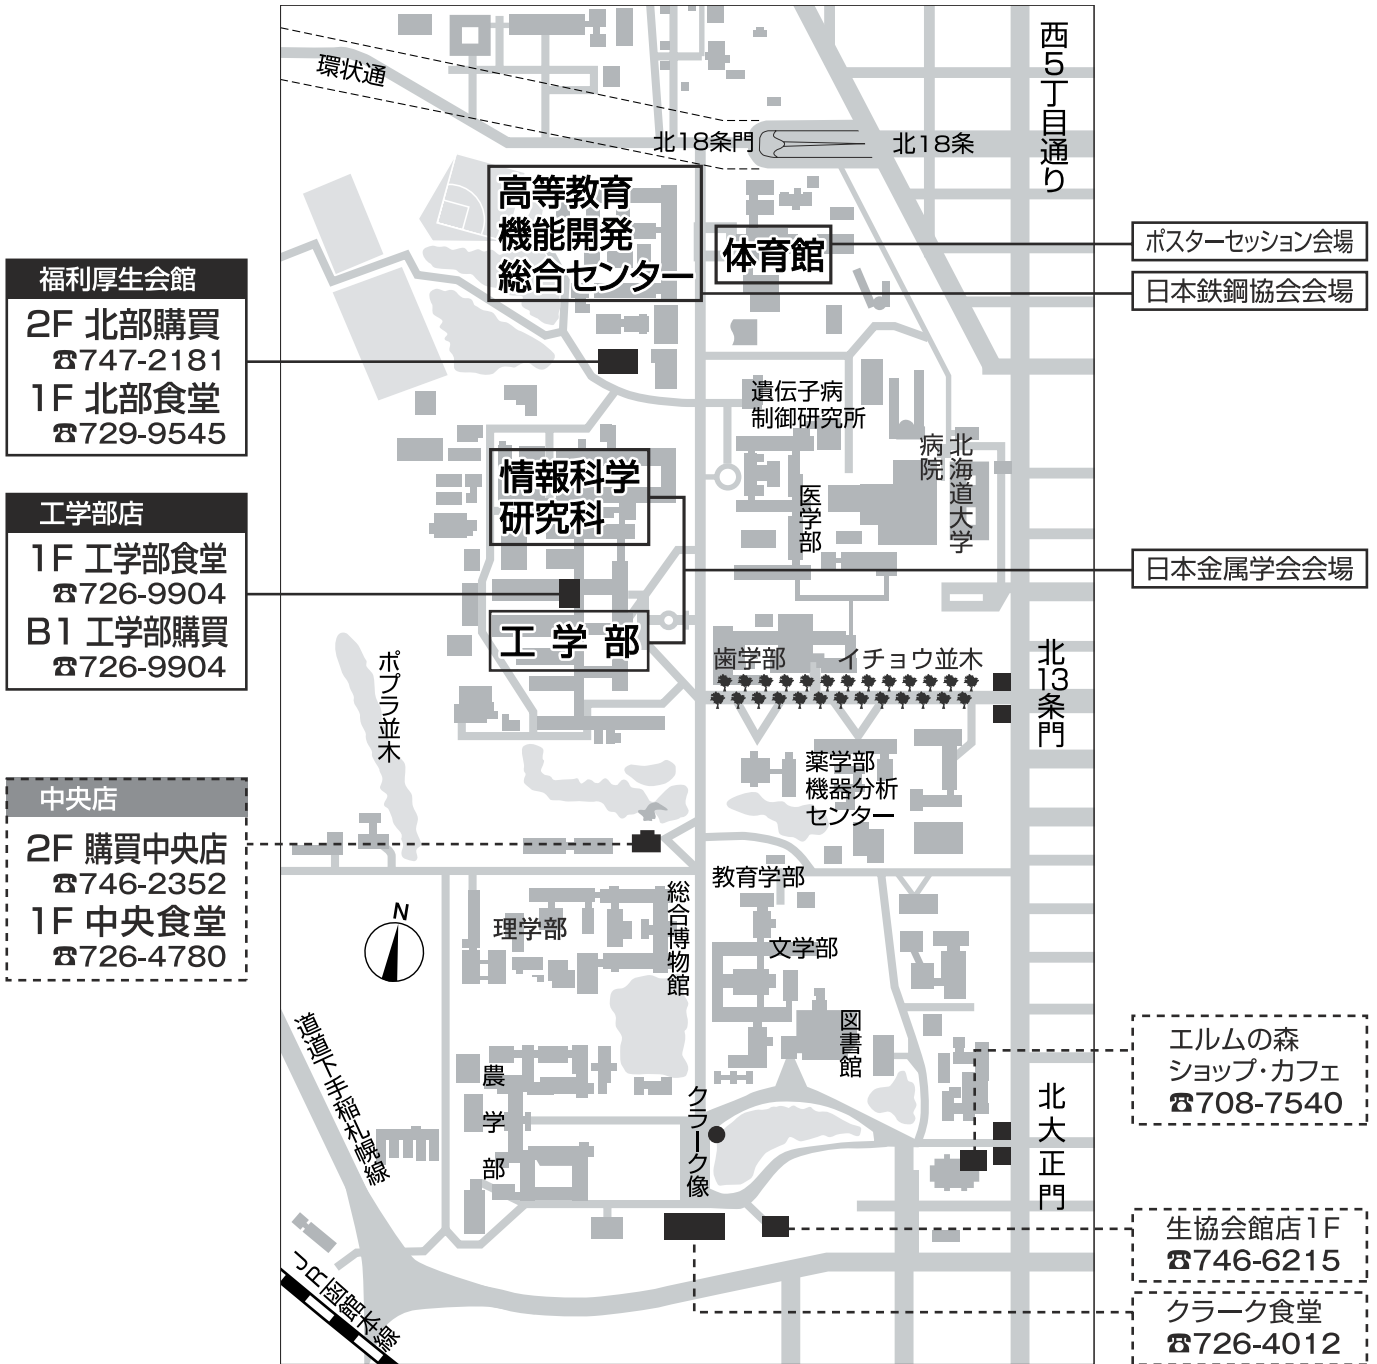 環状通
西5丁目通り
北18条門
北18条
高等教育
機能開発
総合センター
体育館
ポスターセッション会場
日本鉄鋼協会会場
福利厚生会館
2F 北部購買
☎747-2181
1F 北部食堂
☎729-9545
遺伝子病
制御研究所
北海道大学
病院
情報科学
研究科
医学部
工学部店
1F 工学部食堂
☎726-9904
B1 工学部購買
☎726-9904
日本金属学会会場
工学部
歯学部
イチョウ並木
北13条門
ポプラ並木
薬学部
機器分析
センター
中央店
2F 購買中央店
☎746-2352
1F 中央食堂
☎726-4780
教育学部
総合博物館
理学部
文学部
N
図書館
道道下手稲札幌線
農学部
クラーク像
エルムの森
ショップ・カフェ
☎708-7540
北大正門
生協会館店1F
☎746-6215
クラーク食堂
☎726-4012
JR函館本線